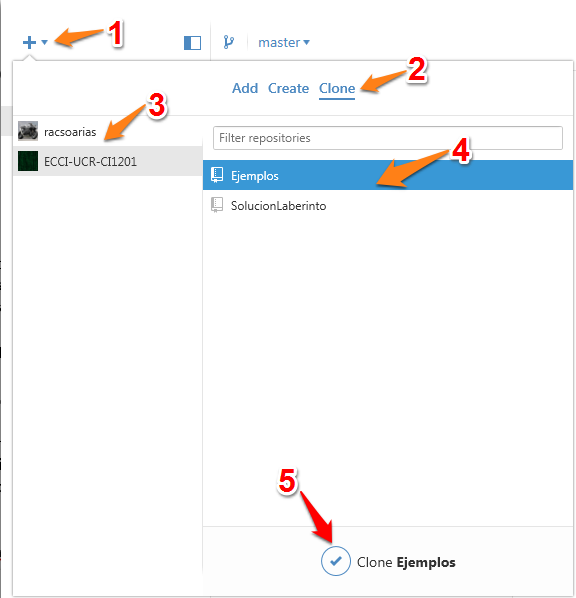 1
master
2
Add Create Clone
3
racsoarias
Filter repositories
ECCI-UCR-CI1201
4
Ejemplos
SolucionLaberinto
5
Clone Ejemplos